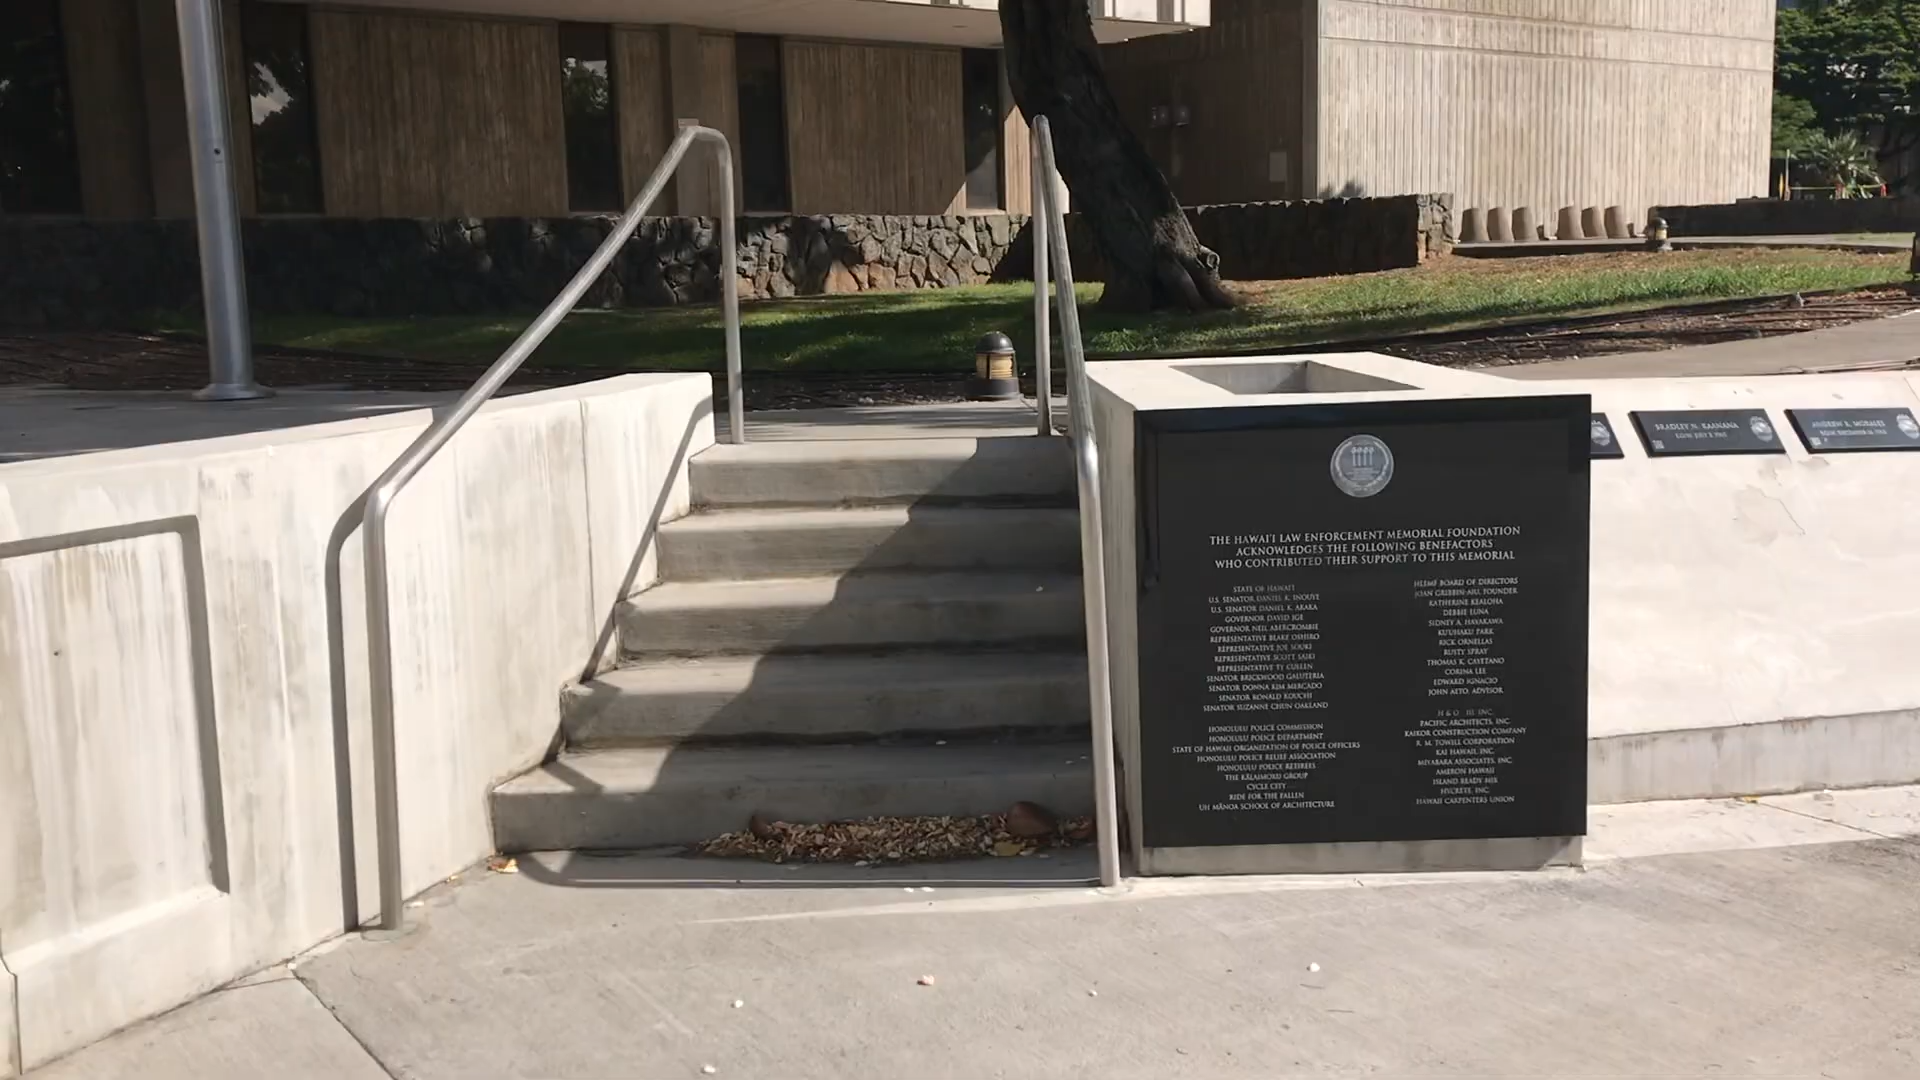 THE HAWAI'I LAW ENFORCEMENT MEMORIAL FOUNDATION
ACKNOWLEDGES THE FOLLOWING BENEFACTORS
WHO CONTRIBUTED THEIR SUPPORT TO THIS MEMORIAL
STATE OF HAWAI'I
U.S. SENATOR DANIEL K. INOUYE
U.S. SENATOR DANIEL K. AKAKA
GOVERNOR DAVID IGE
GOVERNOR NEIL ABERCROMBIE
REPRESENTATIVE BLAKE OSHIRO
REPRESENTATIVE JOE SOUKI
REPRESENTATIVE SCOTT SAIKI
REPRESENTATIVE TY CULLEN
SENATOR BRICKWOOD GALUTERIA
SENATOR DONNA KIM MERCADO
SENATOR RONALD KOUCHI
SENATOR SUZANNE CHUN OAKLAND
HONOLULU POLICE COMMISSION
HONOLULU POLICE DEPARTMENT
STATE OF HAWAII ORGANIZATION OF POLICE OFFICERS
HONOLULU POLICE RELIEF ASSOCIATION
HONOLULU POLICE RETIREES
THE KĀLAIMOKU GROUP
CYCLE CITY
RIDE FOR THE FALLEN
UH MĀNOA SCHOOL OF ARCHITECTURE
HLEMF BOARD OF DIRECTORS
JOAN GRIBBIN-AIU, FOUNDER
KATHERINE KEALOHA
DEBBIE LUNA
SIDNEY A. HAYAKAWA
KU'UHAKU PARK
RICK ORNELLAS
RUSTY SPRAY
THOMAS K. CAYETANO
CORINA LEE
EDWARD IGNACIO
JOHN AETO, ADVISOR
PACIFIC ARCHITECTS, INC.
KAIKOR CONSTRUCTION COMPANY
R. M. TOWILL CORPORATION
KAI HAWAII, INC.
MIYABARA ASSOCIATES, INC.
AMERON HAWAII
ISLAND READY MIX
HYCRETE, INC.
HAWAII CARPENTERS UNION
BRADLEY N. KAANANA
ANDREW R. MORALES